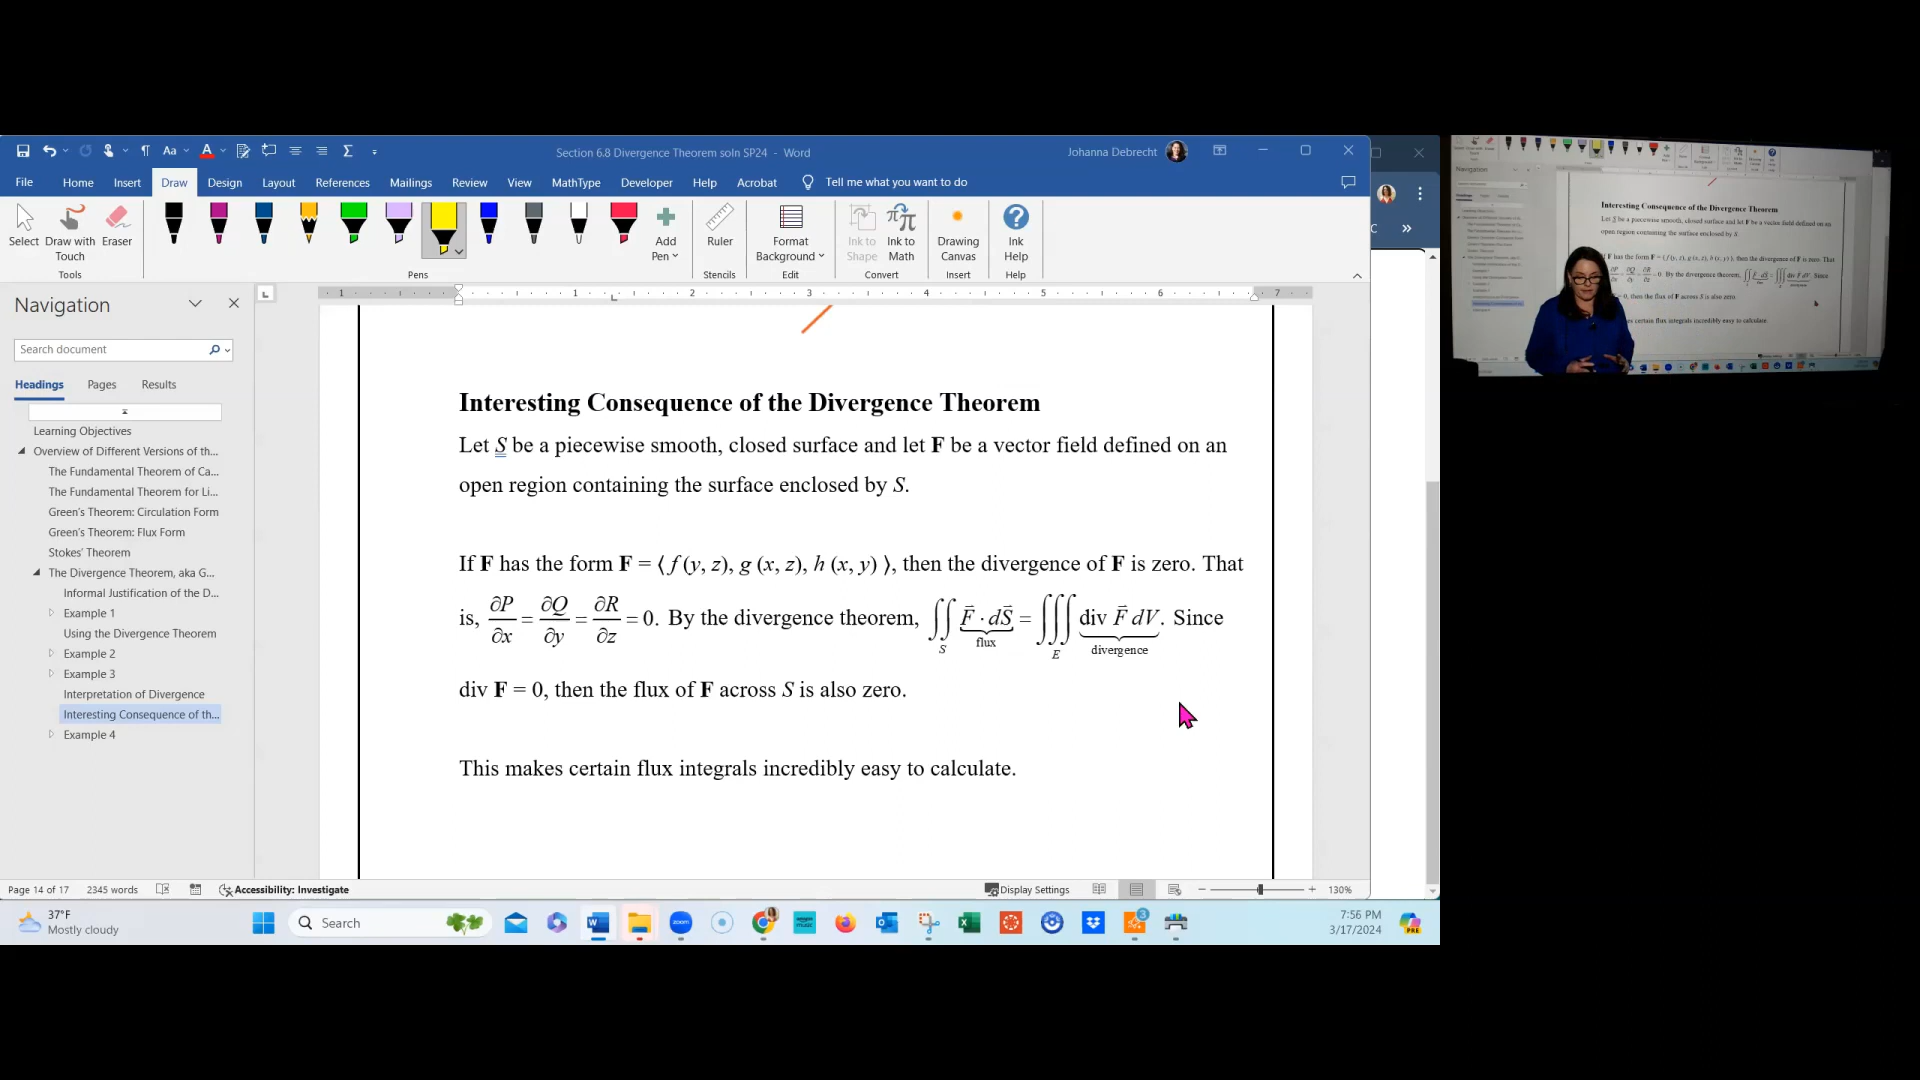 Section 6.8 Divergence Theorem soln SP24 - Word
Johanna Debrecht
File Home Insert Draw Design Layout References Mailings Review View MathType Developer Help Acrobat Tell me what you want to do
Select
Draw with Touch
Eraser
Tools
Pens
Add Pen
Ruler
Stencils
Format Background
Edit
Ink to Shape
Ink to Math
Convert
Drawing Canvas
Insert
Ink Help
Help
Navigation
Search document
Headings Pages Results
Learning Objectives
Overview of Different Versions of th...
The Fundamental Theorem of Ca...
The Fundamental Theorem for Li...
Green's Theorem: Circulation Form
Green's Theorem: Flux Form
Stokes' Theorem
The Divergence Theorem, aka G...
Informal Justification of the D...
Example 1
Using the Divergence Theorem
Example 2
Example 3
Interpretation of Divergence
Interesting Consequence of th...
Example 4
1 1 2 3 4 5 6 7
Interesting Consequence of the Divergence Theorem
Let S be a piecewise smooth, closed surface and let F be a vector field defined on an
open region containing the surface enclosed by S.
If F has the form F = ⟨ f (y, z), g (x, z), h (x, y) ⟩, then the divergence of F is zero. That
is, ∂P/∂x = ∂Q/∂y = ∂R/∂z = 0. By the divergence theorem, ∬_S F⃗ · dS⃗ (flux) = ∭_E div F⃗ dV (divergence). Since
div F = 0, then the flux of F across S is also zero.
This makes certain flux integrals incredibly easy to calculate.
Page 14 of 17 2345 words Accessibility: Investigate Display Settings 130%
37°F
Mostly cloudy
Search
7:56 PM
3/17/2024